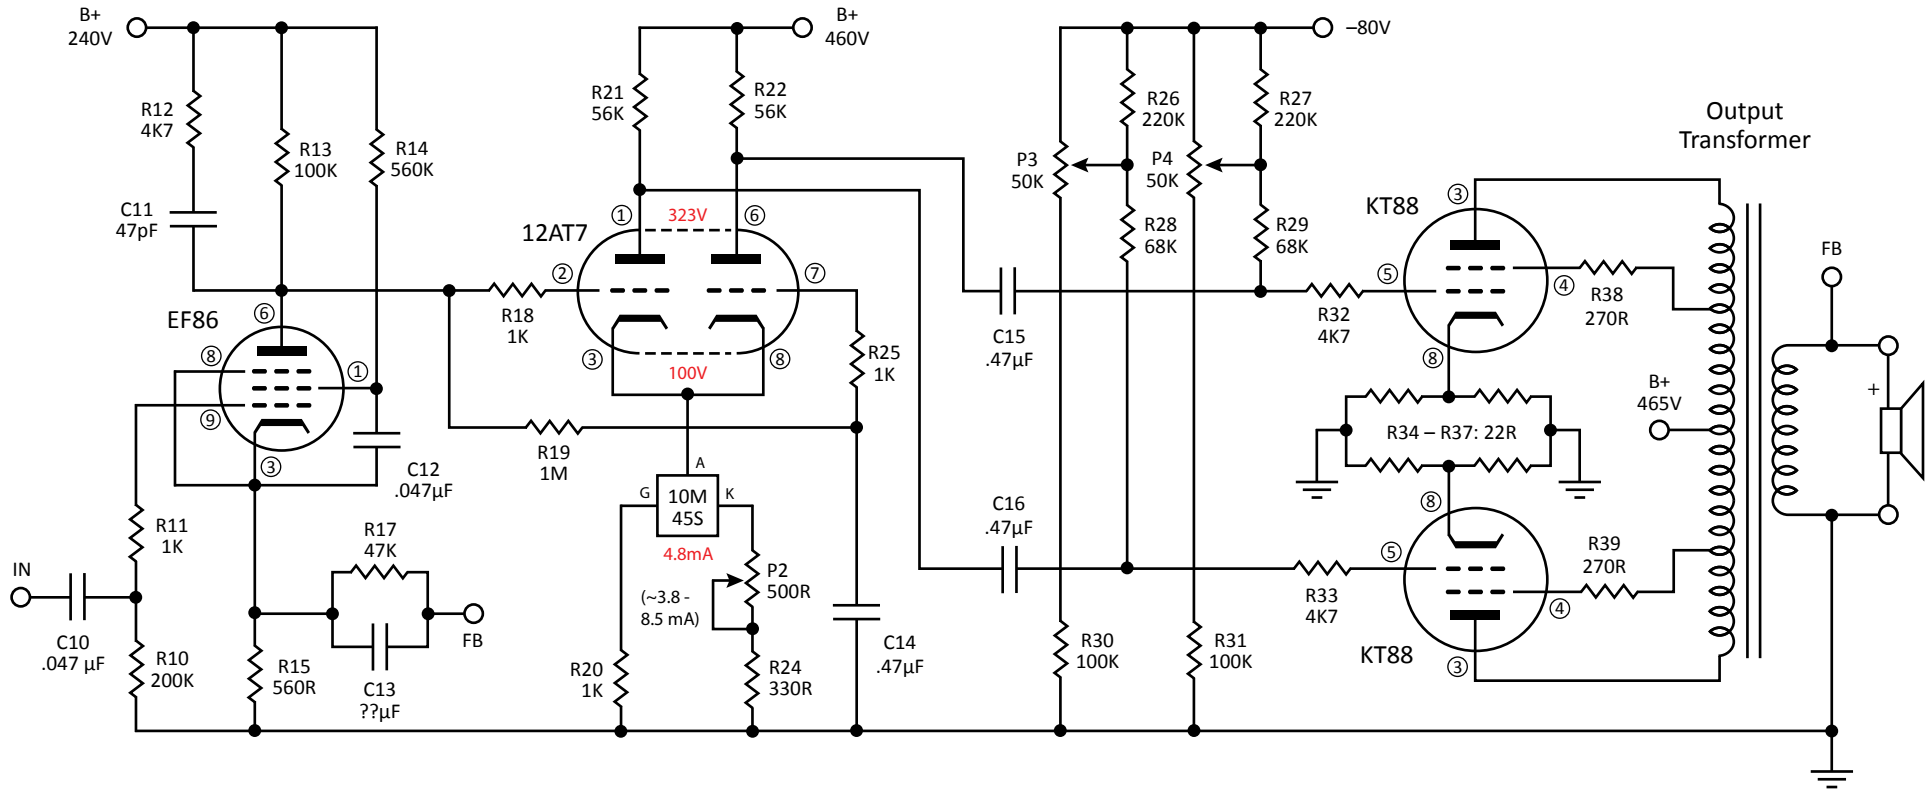 B+
240V
B+
460V
–80V
R12
4K7
R13
100K
R14
560K
R21
56K
R22
56K
R26
220K
R27
220K
Output
Transformer
P3
50K
P4
50K
C11
47pF
12AT7
① 323V ⑥
② ⑦
R28
68K
R29
68K
KT88
③
⑤
④
FB
EF86
⑥
⑧
①
⑨
③
R18
1K
③ ⑧
100V
R25
1K
C15
.47µF
R32
4K7
R38
270R
⑧
B+
465V
+
R34 – R37: 22R
C12
.047µF
R19
1M
A
G K
10M
45S
4.8mA
C16
.47µF
⑧
R11
1K
R17
47K
IN
C10
.047 µF
R10
200K
R15
560R
C13
??µF
FB
(~3.8 -
8.5 mA)
P2
500R
R20
1K
R24
330R
C14
.47µF
R30
100K
R31
100K
R33
4K7
⑤
R39
270R
④
KT88
③